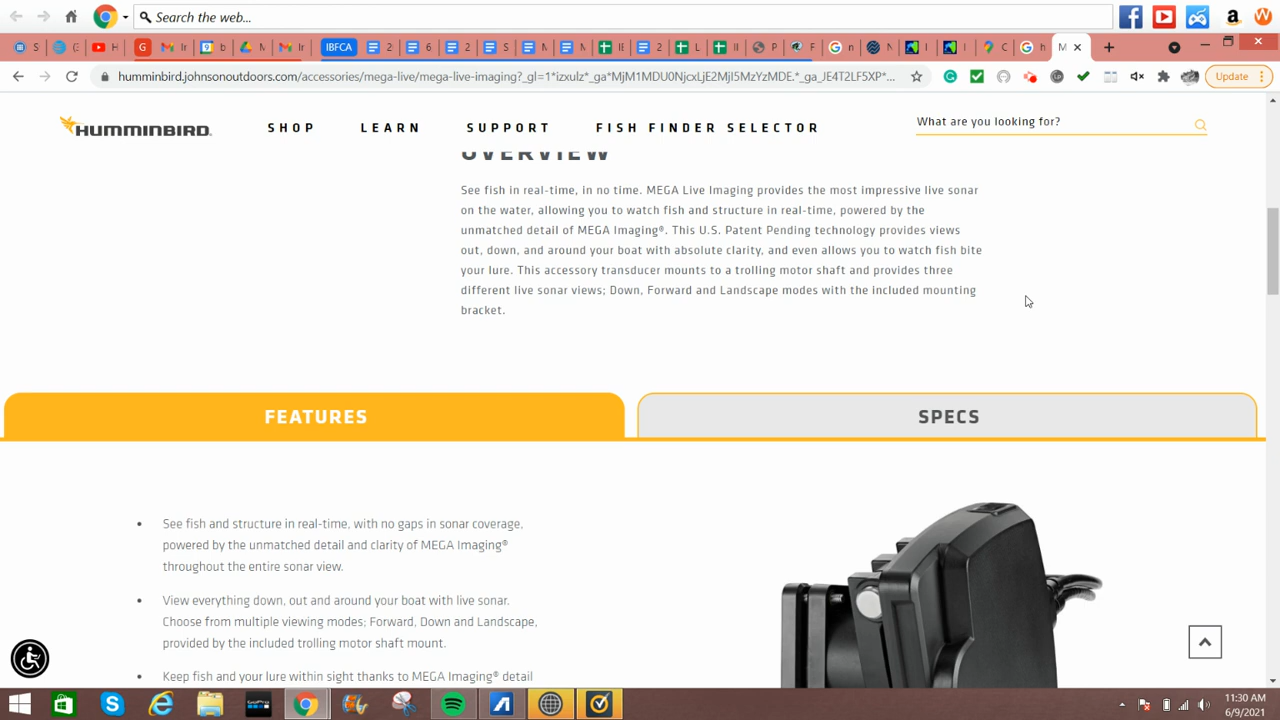 Search the web...
IBFCA
humminbird.johnsonoutdoors.com/accessories/mega-live/mega-live-imaging?_gl=1*izxulz*_ga*MjM1MDU0NjcxLjE2MjI5MzYzMDE.*_ga_JE4T2LF5XP*...
Update
HUMMINBIRD.
SHOP LEARN SUPPORT FISH FINDER SELECTOR
What are you looking for?
OVERVIEW
See fish in real-time, in no time. MEGA Live Imaging provides the most impressive live sonar
on the water, allowing you to watch fish and structure in real-time, powered by the
unmatched detail of MEGA Imaging®. This U.S. Patent Pending technology provides views
out, down, and around your boat with absolute clarity, and even allows you to watch fish bite
your lure. This accessory transducer mounts to a trolling motor shaft and provides three
different live sonar views; Down, Forward and Landscape modes with the included mounting
bracket.
FEATURES
SPECS
• See fish and structure in real-time, with no gaps in sonar coverage,
powered by the unmatched detail and clarity of MEGA Imaging®
throughout the entire sonar view.
• View everything down, out and around your boat with live sonar.
Choose from multiple viewing modes; Forward, Down and Landscape,
provided by the included trolling motor shaft mount.
• Keep fish and your lure within sight thanks to MEGA Imaging® detail
11:30 AM
6/9/2021